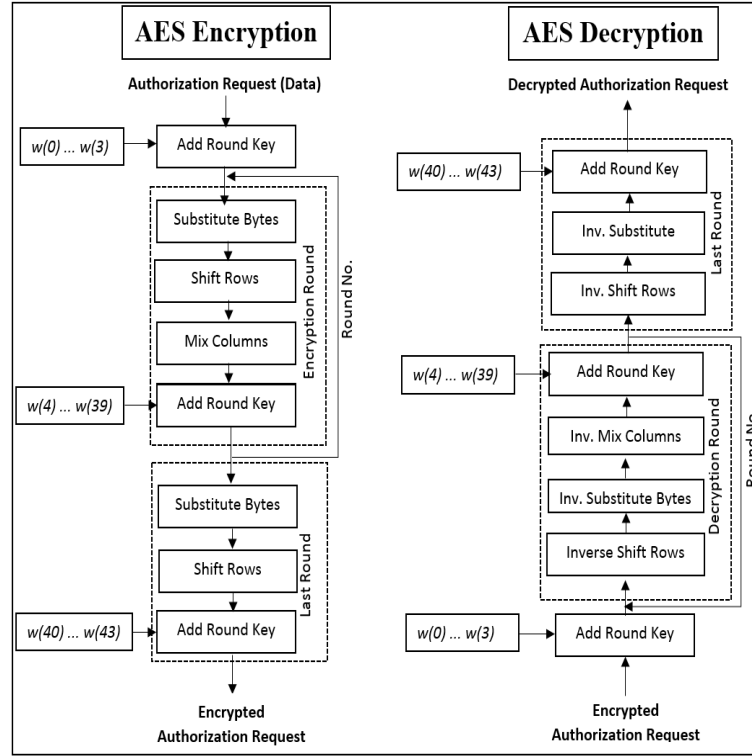 AES Encryption
Authorization Request (Data)
w(0) ... w(3)
Add Round Key
Substitute Bytes
Shift Rows
Mix Columns
w(4) ... w(39)
Add Round Key
Encryption Round
Round No.
Substitute Bytes
Shift Rows
w(40) ... w(43)
Add Round Key
Last Round
Encrypted
Authorization Request
AES Decryption
Decrypted Authorization Request
w(40) ... w(43)
Add Round Key
Inv. Substitute
Inv. Shift Rows
Last Round
w(4) ... w(39)
Add Round Key
Inv. Mix Columns
Inv. Substitute Bytes
Inverse Shift Rows
Decryption Round
Round No.
w(0) ... w(3)
Add Round Key
Encrypted
Authorization Request